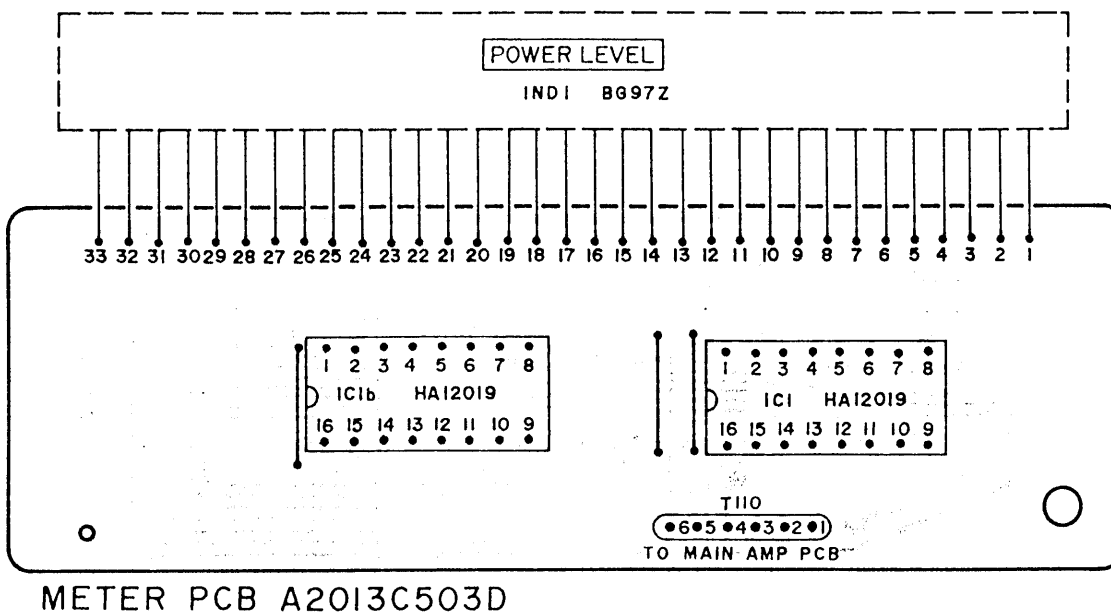 POWER LEVEL
IND1 BG97Z
33 32 31 30 29 28 27 26 25 24 23 22 21 20 19 18 17 16 15 14 13 12 11 10 9 8 7 6 5 4 3 2 1
1 2 3 4 5 6 7 8
IC1b HA12019
16 15 14 13 12 11 10 9
1 2 3 4 5 6 7 8
IC1 HA12019
16 15 14 13 12 11 10 9
T110
6 5 4 3 2 1
TO MAIN AMP PCB
METER PCB A2013C503D